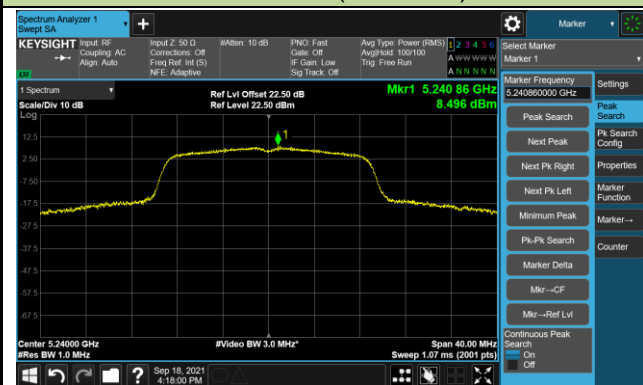 Spectrum Analyzer 1
Swept SA
+
Marker
KEYSIGHT
Input: RF
Coupling: AC
Align: Auto
Input Z: 50 Ω
Corrections: Off
Freq Ref: Int (S)
NFE: Adaptive
#Atten: 10 dB
PNO: Fast
Gate: Off
IF Gain: Low
Sig Track: Off
Avg Type: Power (RMS)
Avg|Hold: 100/100
Trig: Free Run
1 2 3 4 5 6
A W W W W W
A N N N N N
Select Marker
Marker 1
LXI
1 Spectrum
Scale/Div 10 dB
Log
Ref Lvl Offset 22.50 dB
Ref Level 22.50 dBm
Mkr1 5.240 86 GHz
8.496 dBm
12.5
2.50
-7.50
-17.5
-27.5
-37.5
-47.5
-57.5
-67.5
1
Center 5.24000 GHz
#Res BW 1.0 MHz
#Video BW 3.0 MHz*
Span 40.00 MHz
Sweep 1.07 ms (2001 pts)
Marker Frequency
5.240860000 GHz
Peak Search
Next Peak
Next Pk Right
Next Pk Left
Minimum Peak
Pk-Pk Search
Marker Delta
Mkr→CF
Mkr→Ref Lvl
Continuous Peak
Search
On
Off
Settings
Peak
Search
Pk Search
Config
Properties
Marker
Function
Marker→
Counter
?
Sep 18, 2021
4:18:00 PM